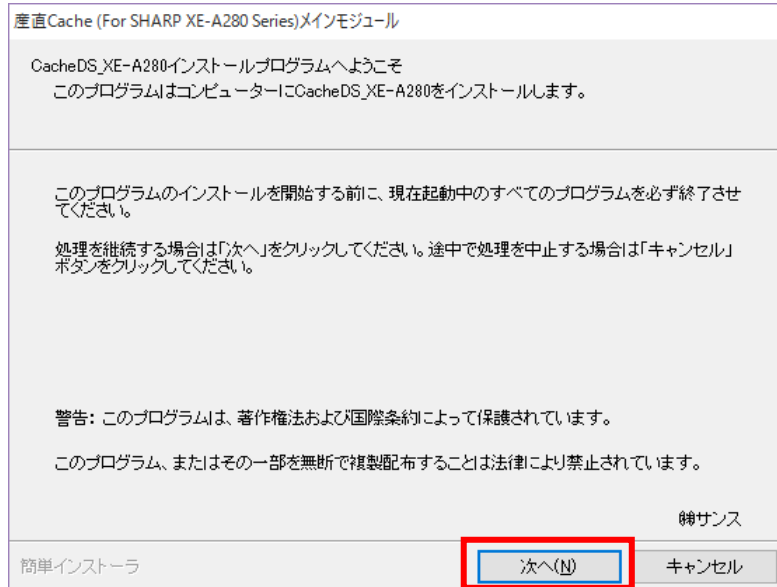 産直Cache (For SHARP XE-A280 Series)メインモジュール
CacheDS_XE-A280インストールプログラムへようこそ
このプログラムはコンピューターにCacheDS_XE-A280をインストールします。
このプログラムのインストールを開始する前に、現在起動中のすべてのプログラムを必ず終了させ
てください。
処理を継続する場合は「次へ」をクリックしてください。途中で処理を中止する場合は「キャンセル」
ボタンをクリックしてください。
警告: このプログラムは、著作権法および国際条約によって保護されています。
このプログラム、またはその一部を無断で複製配布することは法律により禁止されています。
㈱サンス
簡単インストーラ
次へ(N)
キャンセル